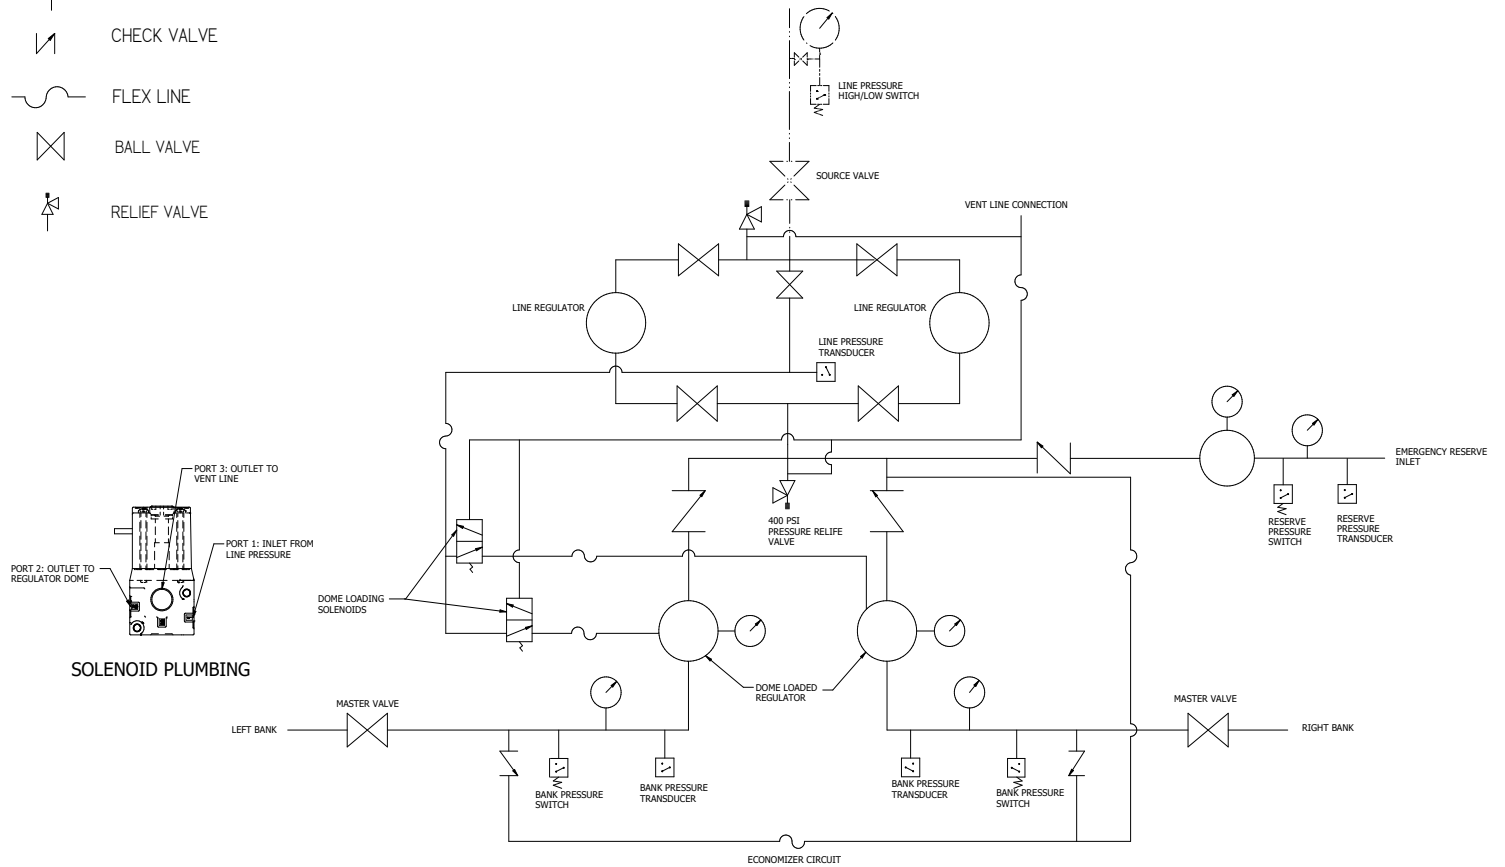 CHECK VALVE
FLEX LINE
BALL VALVE
RELIEF VALVE
LINE PRESSURE
HIGH/LOW SWITCH
SOURCE VALVE
VENT LINE CONNECTION
LINE REGULATOR
LINE REGULATOR
LINE PRESSURE
TRANSDUCER
EMERGENCY RESERVE
INLET
PORT 3: OUTLET TO
VENT LINE
PORT 1: INLET FROM
LINE PRESSURE
PORT 2: OUTLET TO
REGULATOR DOME
SOLENOID PLUMBING
400 PSI
PRESSURE RELIFE
VALVE
RESERVE
PRESSURE
SWITCH
RESERVE
PRESSURE
TRANSDUCER
DOME LOADING
SOLENOIDS
DOME LOADED
REGULATOR
MASTER VALVE
MASTER VALVE
LEFT BANK
RIGHT BANK
BANK PRESSURE
SWITCH
BANK PRESSURE
TRANSDUCER
BANK PRESSURE
TRANSDUCER
BANK PRESSURE
SWITCH
ECONOMIZER CIRCUIT